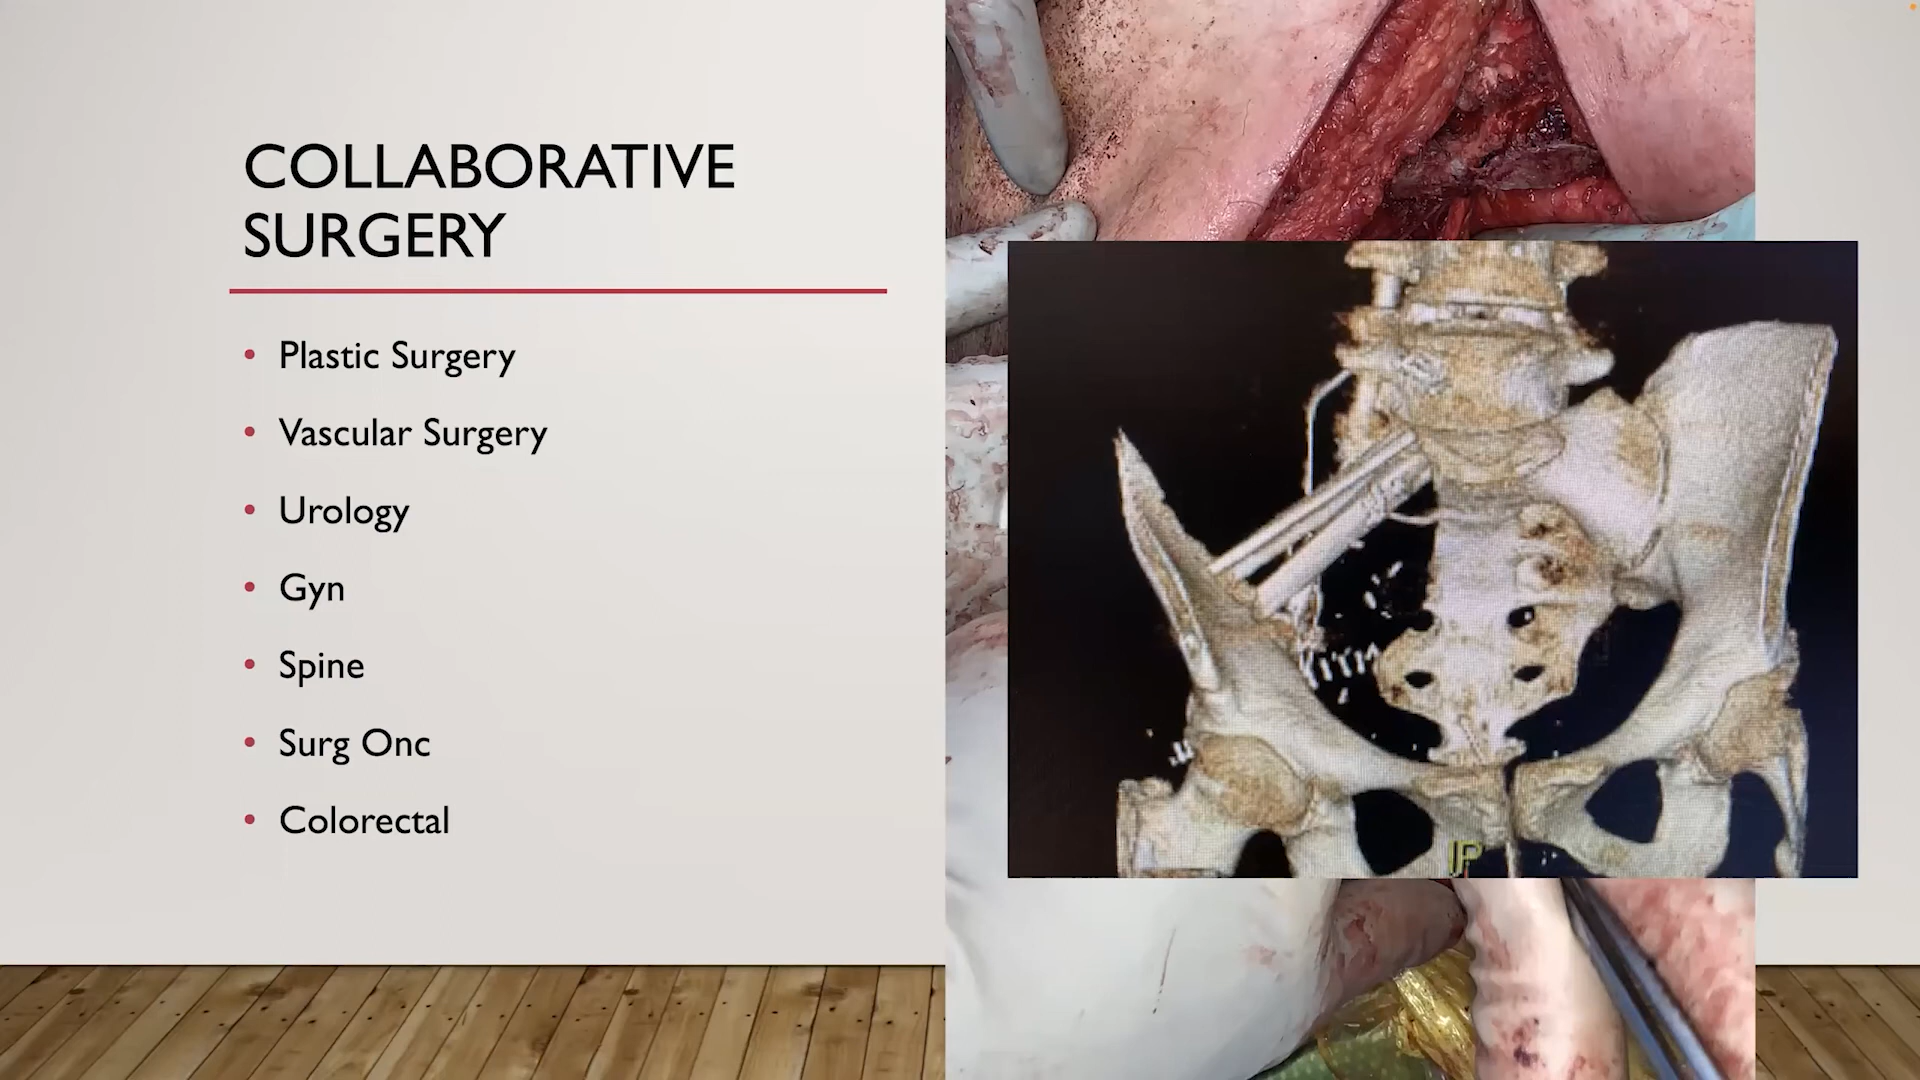 COLLABORATIVE
SURGERY
• Plastic Surgery
• Vascular Surgery
• Urology
• Gyn
• Spine
• Surg Onc
• Colorectal